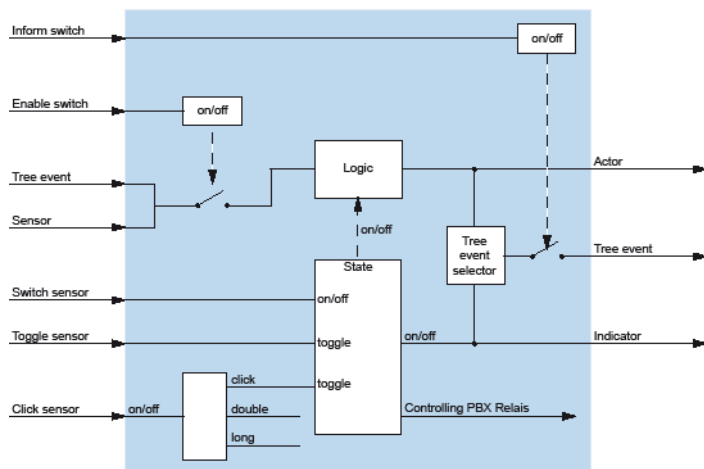 Inform switch
on/off
Enable switch
on/off
Tree event
Logic
Actor
Sensor
on/off
Tree
event
selector
Tree event
State
Switch sensor
on/off
Toggle sensor
toggle
on/off
Indicator
click
toggle
Click sensor
on/off
double
Controlling PBX Relais
long